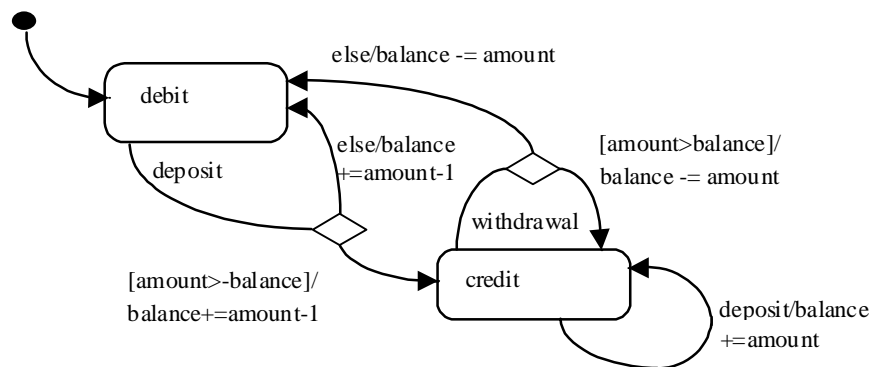 else/balance -= amount
debit
else/balance
+=amount-1
[amount>balance]/
balance -= amount
deposit
withdrawal
[amount>-balance]/
balance+=amount-1
credit
deposit/balance
+=amount